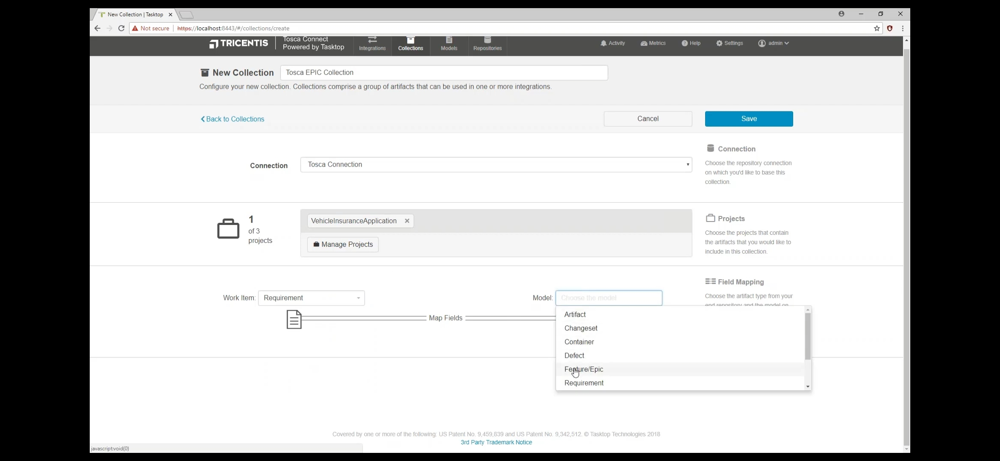 New Collection | Tasktop
Not secure | https://localhost:8443/#/collections/create
TRICENTIS
Tosca Connect
Powered by Tasktop
Integrations
Collections
Models
Repositories
Activity
Metrics
Help
Settings
admin
New Collection
Tosca EPIC Collection
Configure your new collection. Collections comprise a group of artifacts that can be used in one or more integrations.
Back to Collections
Cancel
Save
Connection
Tosca Connection
Connection
Choose the repository connection
on which you'd like to base this
collection.
1
of 3
projects
VehicleInsuranceApplication
Manage Projects
Projects
Choose the projects that contain
the artifacts that you would like to
include in this collection.
Work Item: Requirement
Model: Choose the model
Field Mapping
Choose the artifact type from your
end repository and the model on
Map Fields
Artifact
Changeset
Container
Defect
Feature/Epic
Requirement
Covered by one or more of the following: US Patent No. 9,459,839 and US Patent No. 9,342,512. © Tasktop Technologies 2018
3rd Party Trademark Notice
javascript:void(0)